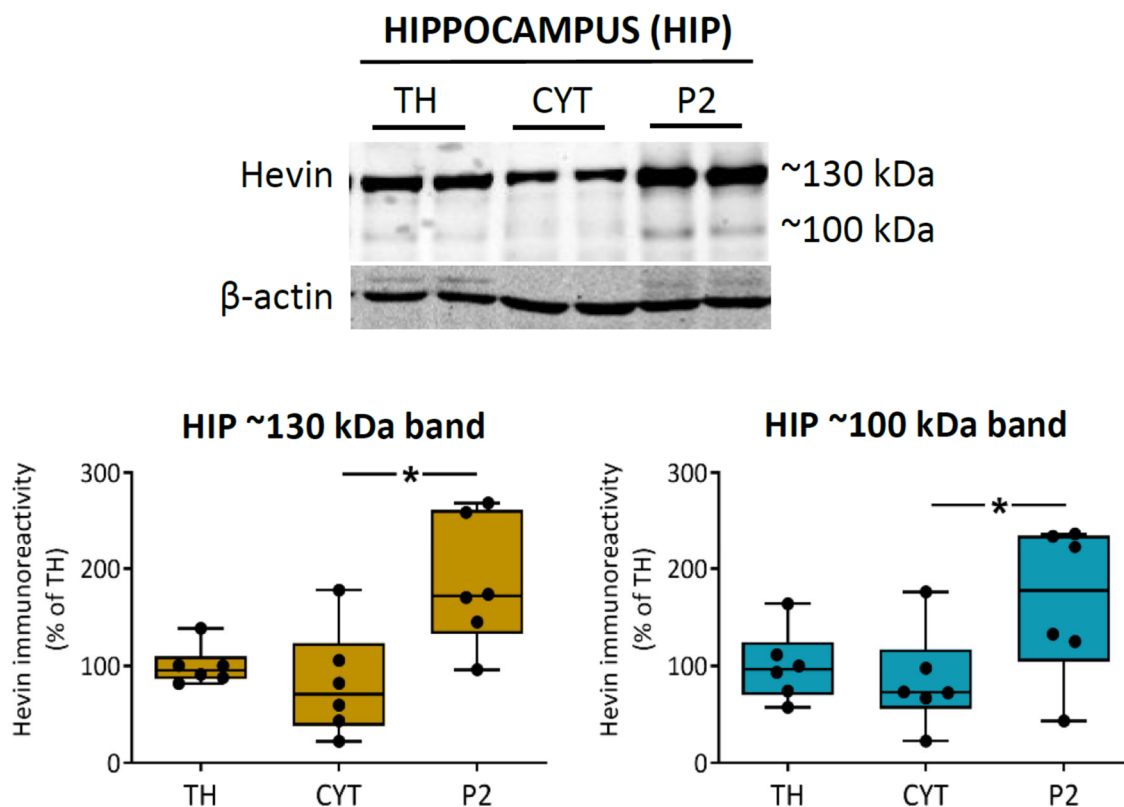 HIPPOCAMPUS (HIP)
TH CYT P2
Hevin ~130 kDa
~100 kDa
β-actin
HIP ~130 kDa band
Hevin immunoreactivity
(% of TH)
300
200
100
0
*
TH CYT P2
HIP ~100 kDa band
Hevin immunoreactivity
(% of TH)
300
200
100
0
*
TH CYT P2